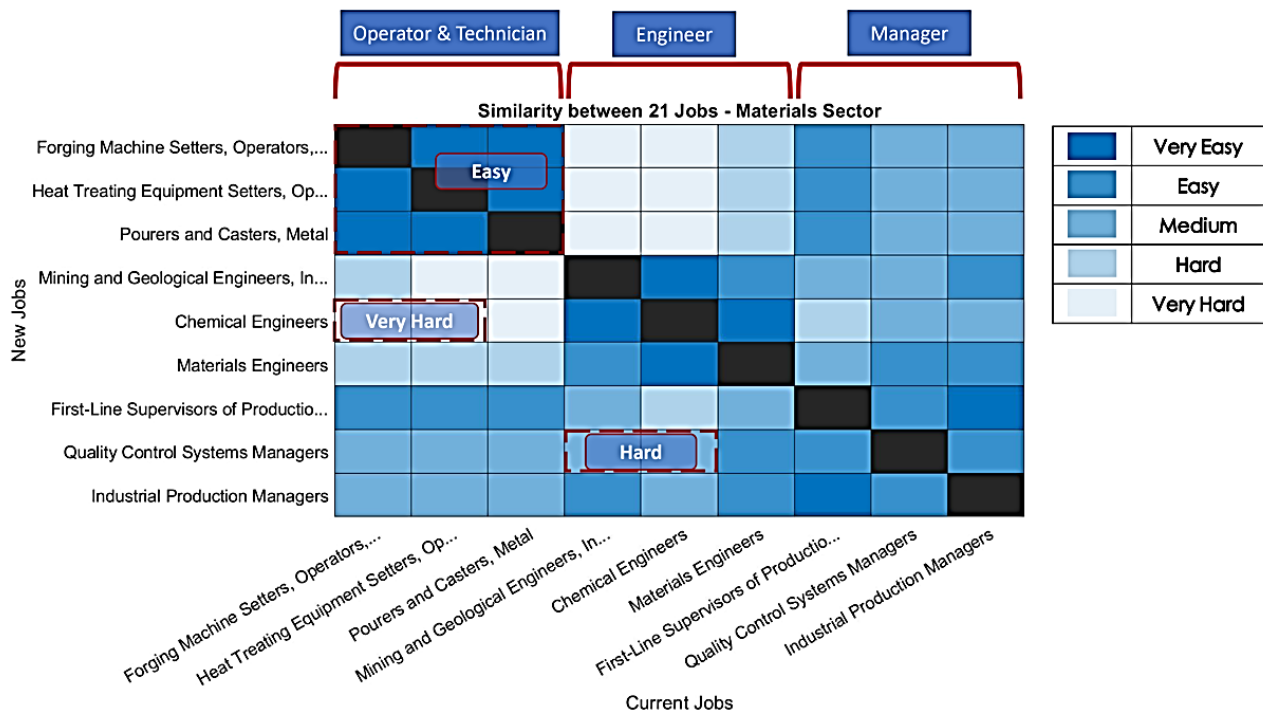 Operator & Technician
Engineer
Manager
Similarity between 21 Jobs - Materials Sector
Forging Machine Setters, Operators,...
Heat Treating Equipment Setters, Op...
Pourers and Casters, Metal
Mining and Geological Engineers, In...
Chemical Engineers
Materials Engineers
First-Line Supervisors of Productio...
Quality Control Systems Managers
Industrial Production Managers
New Jobs
Easy
Very Hard
Hard
Very Easy
Easy
Medium
Hard
Very Hard
Forging Machine Setters, Operators,...
Heat Treating Equipment Setters, Op...
Pourers and Casters, Metal
Mining and Geological Engineers, In...
Chemical Engineers
Materials Engineers
First-Line Supervisors of Productio...
Quality Control Systems Managers
Industrial Production Managers
Current Jobs